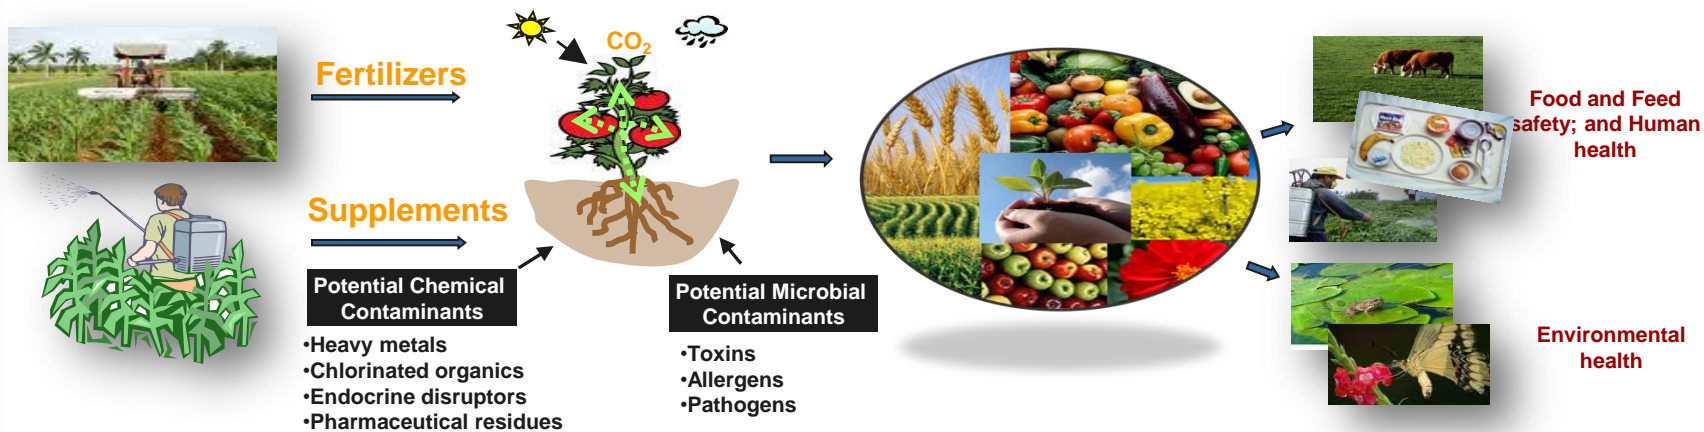 Fertilizers
CO₂
Supplements
Potential Chemical
Contaminants
•Heavy metals
•Chlorinated organics
•Endocrine disruptors
•Pharmaceutical residues
Potential Microbial
Contaminants
•Toxins
•Allergens
•Pathogens
Food and Feed
safety; and Human
health
Environmental
health